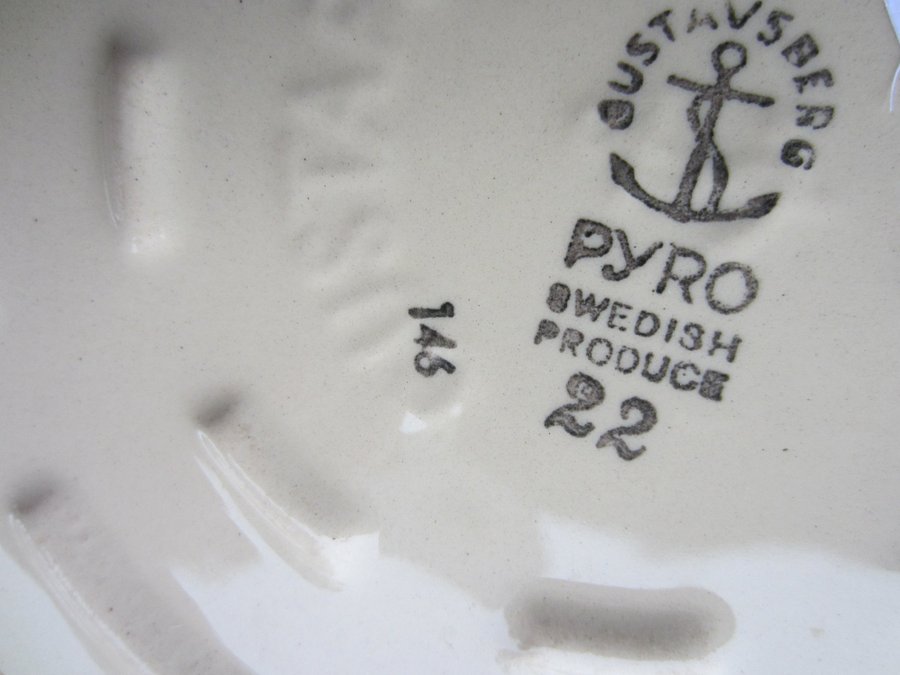 GUSTAVSBERG
PYRO
SWEDISH
PRODUCE
22
146